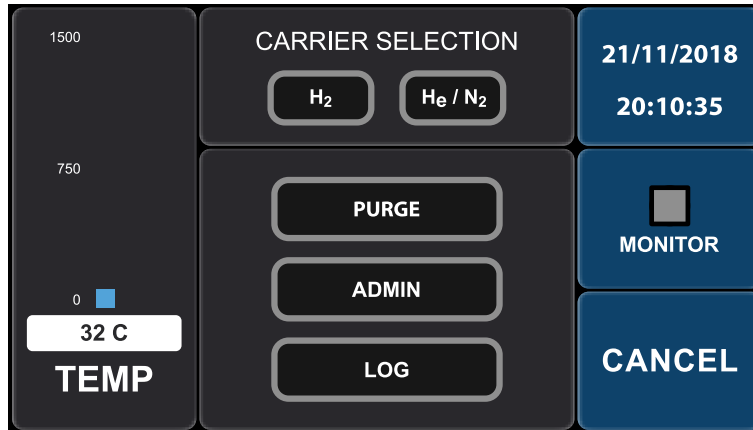 1500
750
0
32 C
TEMP
CARRIER SELECTION
H₂
He / N₂
PURGE
ADMIN
LOG
21/11/2018
20:10:35
MONITOR
CANCEL